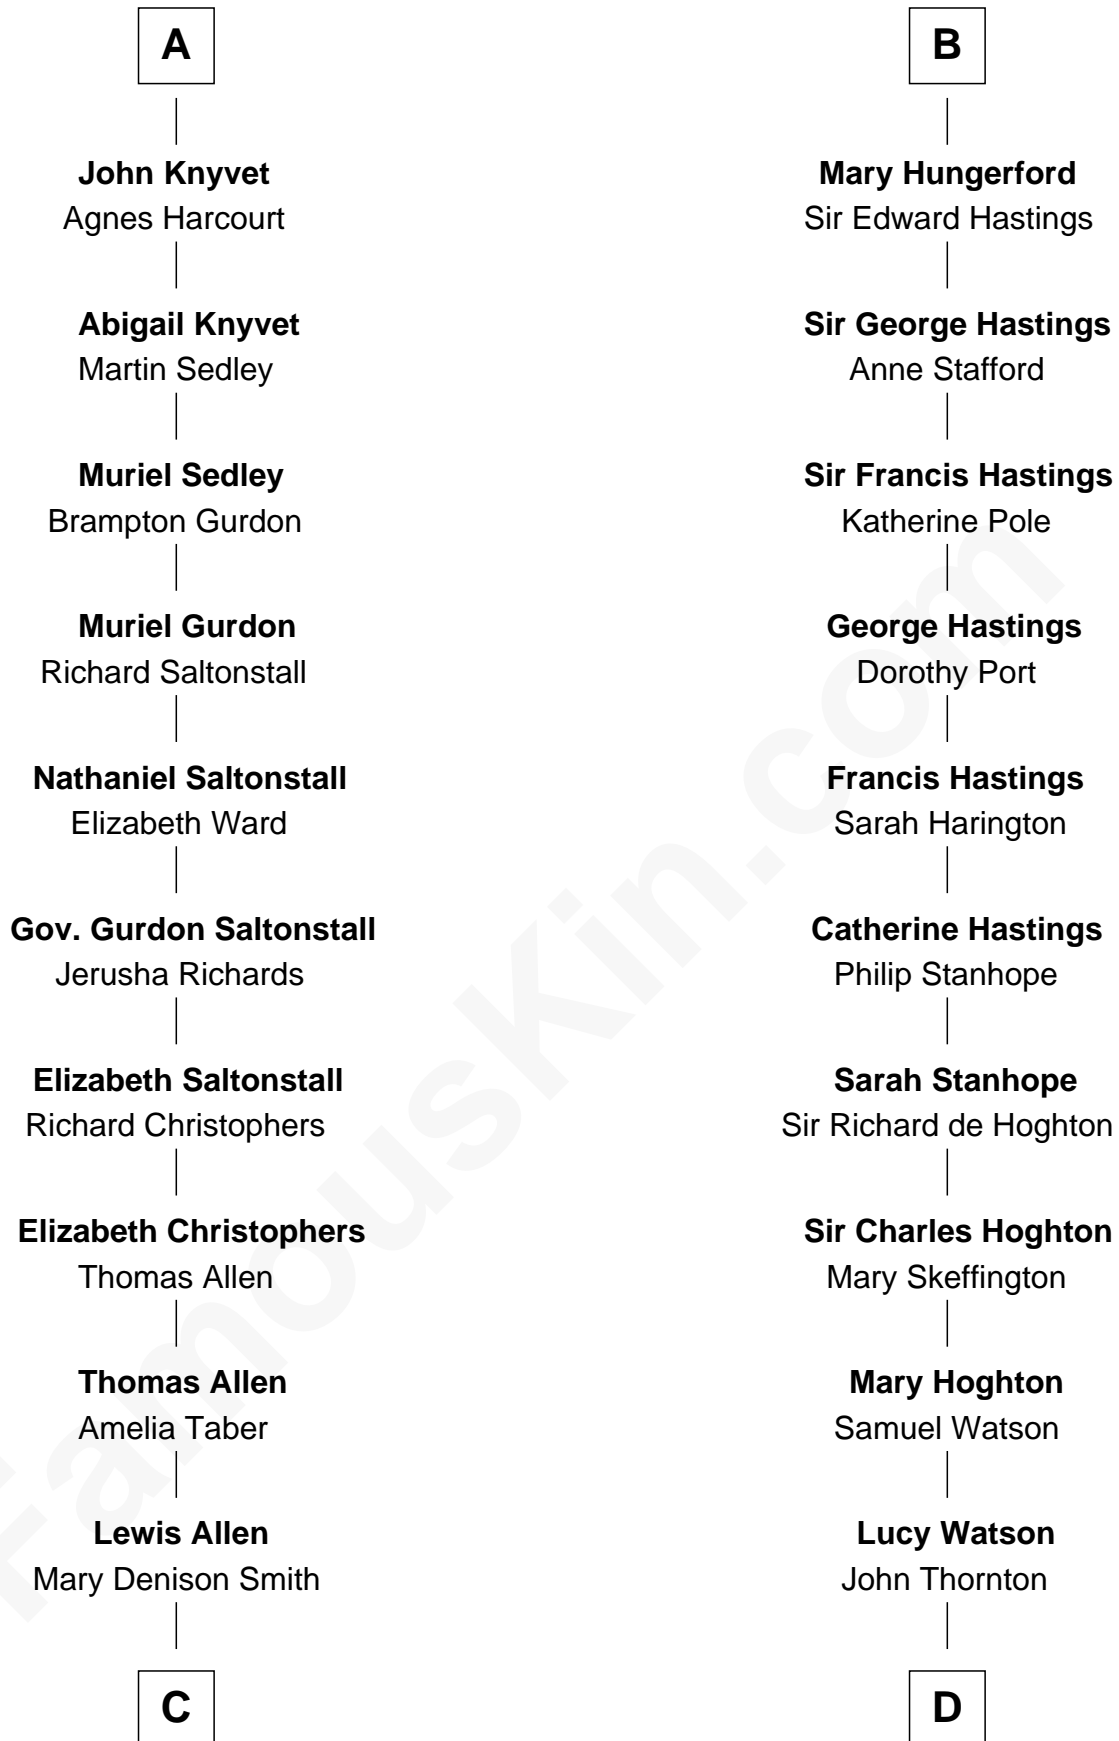 A
John Knyvet
Agnes Harcourt
Abigail Knyvet
Martin Sedley
Muriel Sedley
Brampton Gurdon
Muriel Gurdon
Richard Saltonstall
Nathaniel Saltonstall
Elizabeth Ward
Gov. Gurdon Saltonstall
Jerusha Richards
Elizabeth Saltonstall
Richard Christophers
Elizabeth Christophers
Thomas Allen
Thomas Allen
Amelia Taber
Lewis Allen
Mary Denison Smith
C
B
Mary Hungerford
Sir Edward Hastings
Sir George Hastings
Anne Stafford
Sir Francis Hastings
Katherine Pole
George Hastings
Dorothy Port
Francis Hastings
Sarah Harington
Catherine Hastings
Philip Stanhope
Sarah Stanhope
Sir Richard de Hoghton
Sir Charles Hoghton
Mary Skeffington
Mary Hoghton
Samuel Watson
Lucy Watson
John Thornton
D
FamousKin.com